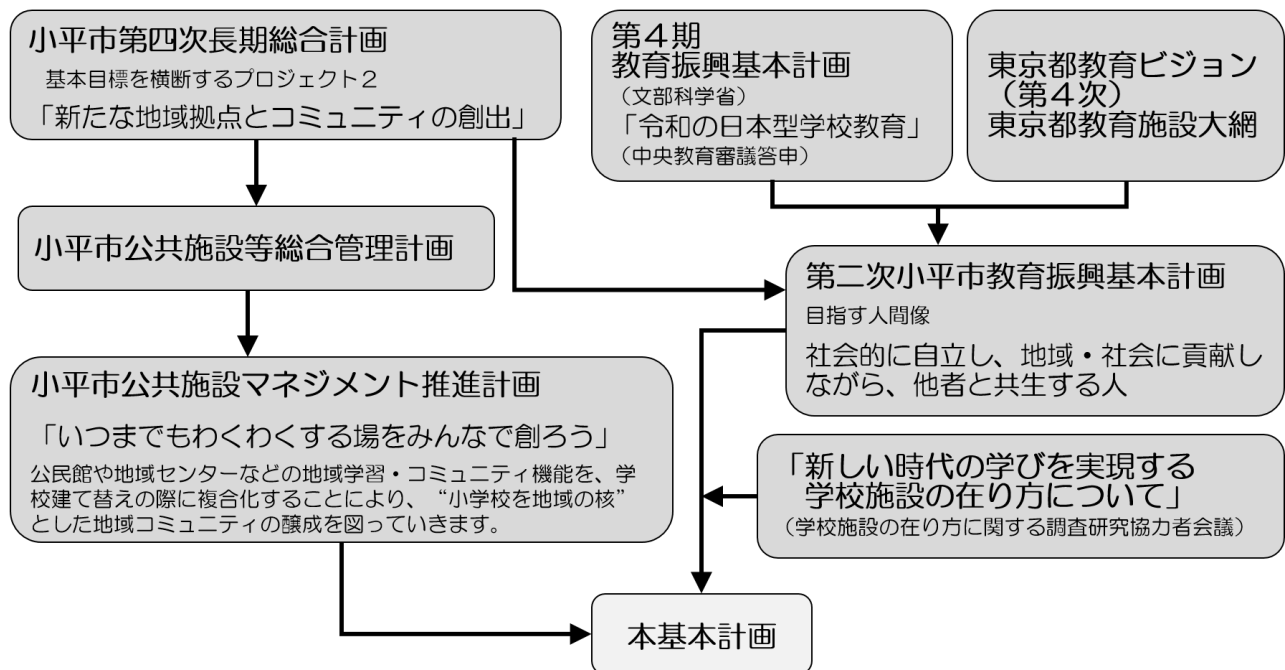 小平市第四次長期総合計画
基本目標を横断するプロジェクト２
「新たな地域拠点とコミュニティの創出」
第４期
教育振興基本計画
（文部科学省）
「令和の日本型学校教育」
（中央教育審議答申）
東京都教育ビジョン
（第４次）
東京都教育施設大綱
小平市公共施設等総合管理計画
第二次小平市教育振興基本計画
目指す人間像
社会的に自立し、地域・社会に貢献し
ながら、他者と共生する人
小平市公共施設マネジメント推進計画
「いつまでもわくわくする場をみんなで創ろう」
公民館や地域センターなどの地域学習・コミュニティ機能を、学
校建て替えの際に複合化することにより、“小学校を地域の核”
とした地域コミュニティの醸成を図っていきます。
「新しい時代の学びを実現する
学校施設の在り方について」
（学校施設の在り方に関する調査研究協力者会議）
本基本計画